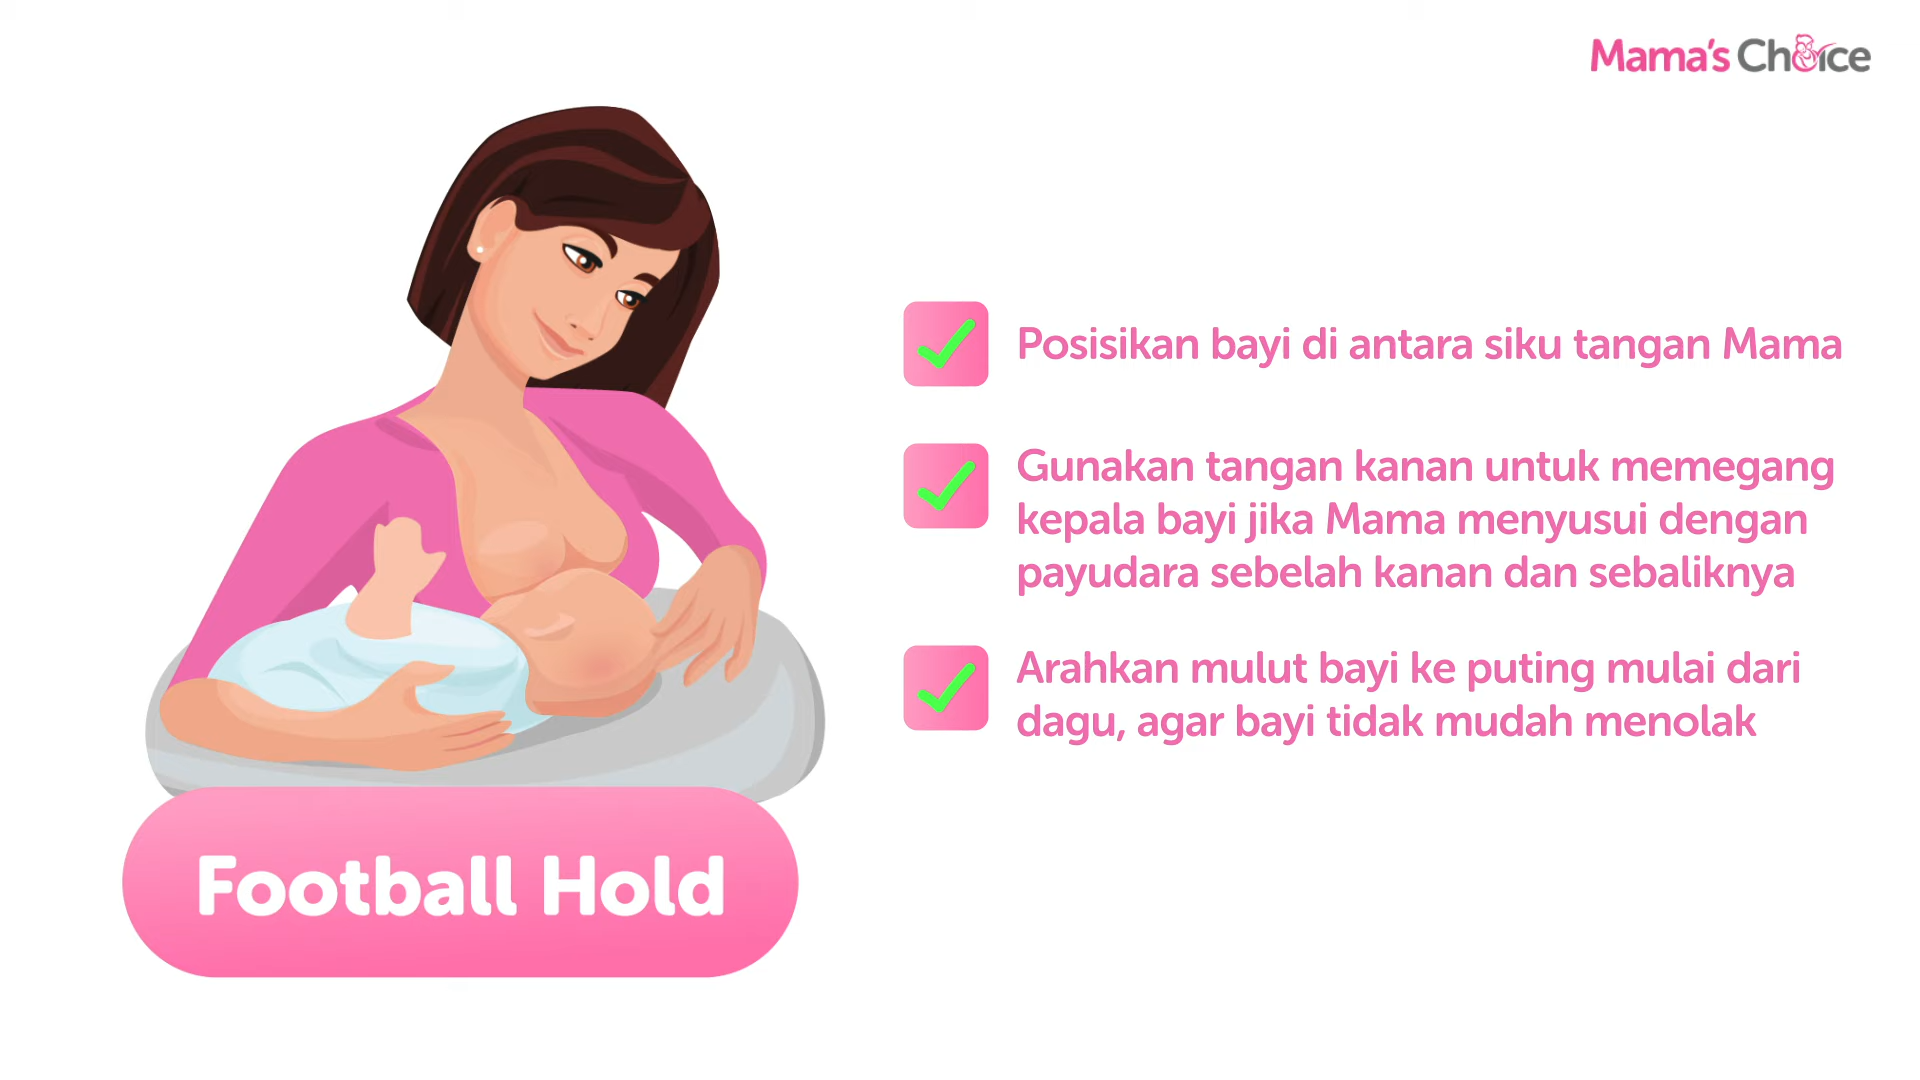 Mama's Choice
Posisikan bayi di antara siku tangan Mama
Gunakan tangan kanan untuk memegang
kepala bayi jika Mama menyusui dengan
payudara sebelah kanan dan sebaliknya
Arahkan mulut bayi ke puting mulai dari
dagu, agar bayi tidak mudah menolak
Football Hold